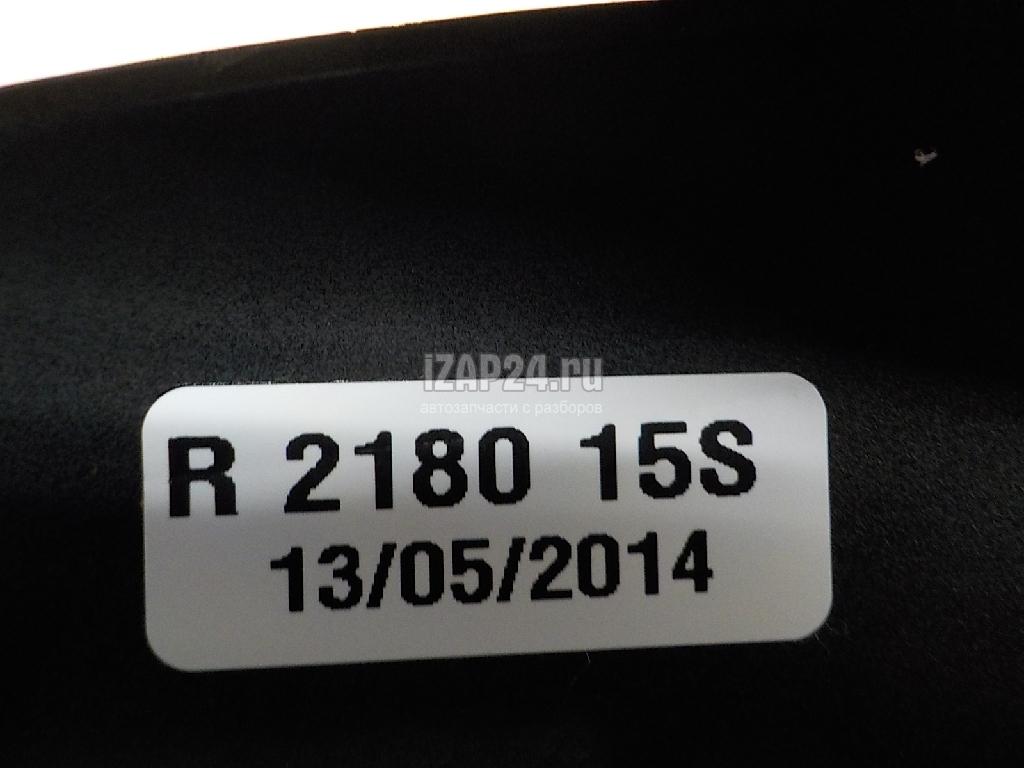 iZAP24.ru
автозапчасти с разборов
R 2180 15S
13/05/2014